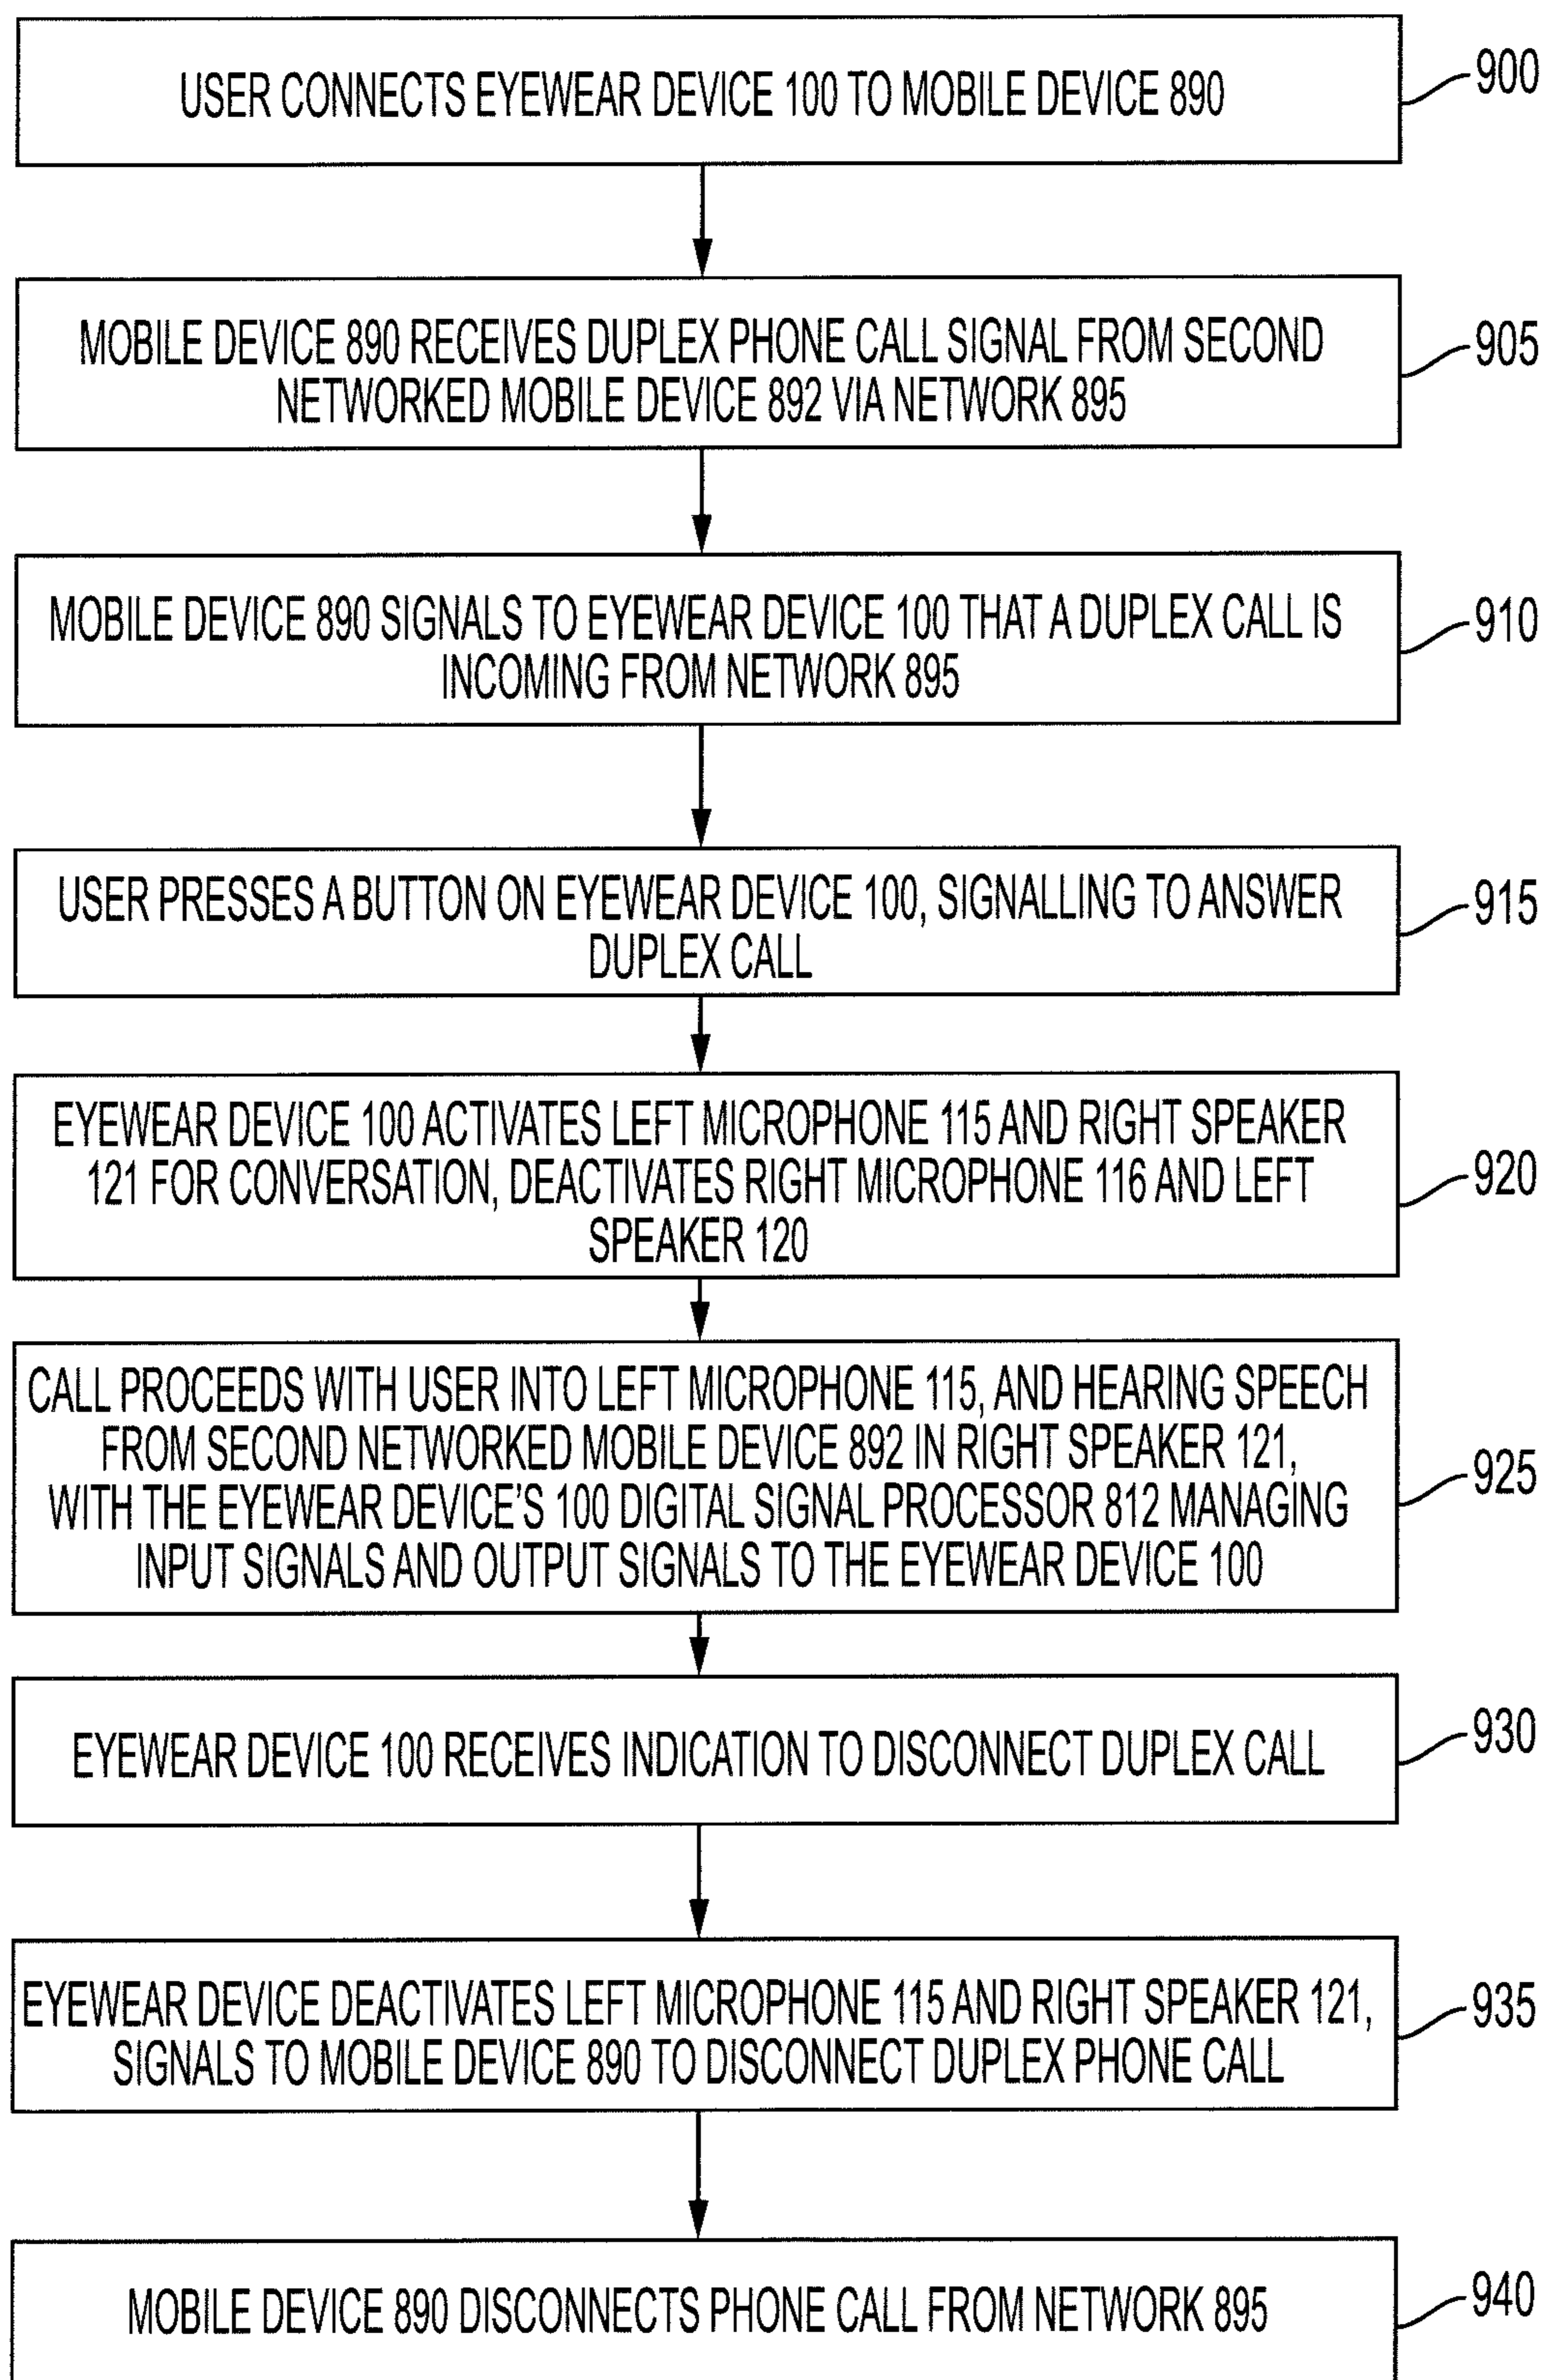 USER CONNECTS EYEWEAR DEVICE 100 TO MOBILE DEVICE 890
900
MOBILE DEVICE 890 RECEIVES DUPLEX PHONE CALL SIGNAL FROM SECOND
NETWORKED MOBILE DEVICE 892 VIA NETWORK 895
905
MOBILE DEVICE 890 SIGNALS TO EYEWEAR DEVICE 100 THAT A DUPLEX CALL IS
INCOMING FROM NETWORK 895
910
USER PRESSES A BUTTON ON EYEWEAR DEVICE 100, SIGNALLING TO ANSWER
DUPLEX CALL
915
EYEWEAR DEVICE 100 ACTIVATES LEFT MICROPHONE 115 AND RIGHT SPEAKER
121 FOR CONVERSATION, DEACTIVATES RIGHT MICROPHONE 116 AND LEFT
SPEAKER 120
920
CALL PROCEEDS WITH USER INTO LEFT MICROPHONE 115, AND HEARING SPEECH
FROM SECOND NETWORKED MOBILE DEVICE 892 IN RIGHT SPEAKER 121,
WITH THE EYEWEAR DEVICE'S 100 DIGITAL SIGNAL PROCESSOR 812 MANAGING
INPUT SIGNALS AND OUTPUT SIGNALS TO THE EYEWEAR DEVICE 100
925
EYEWEAR DEVICE 100 RECEIVES INDICATION TO DISCONNECT DUPLEX CALL
930
EYEWEAR DEVICE DEACTIVATES LEFT MICROPHONE 115 AND RIGHT SPEAKER 121,
SIGNALS TO MOBILE DEVICE 890 TO DISCONNECT DUPLEX PHONE CALL
935
MOBILE DEVICE 890 DISCONNECTS PHONE CALL FROM NETWORK 895
940